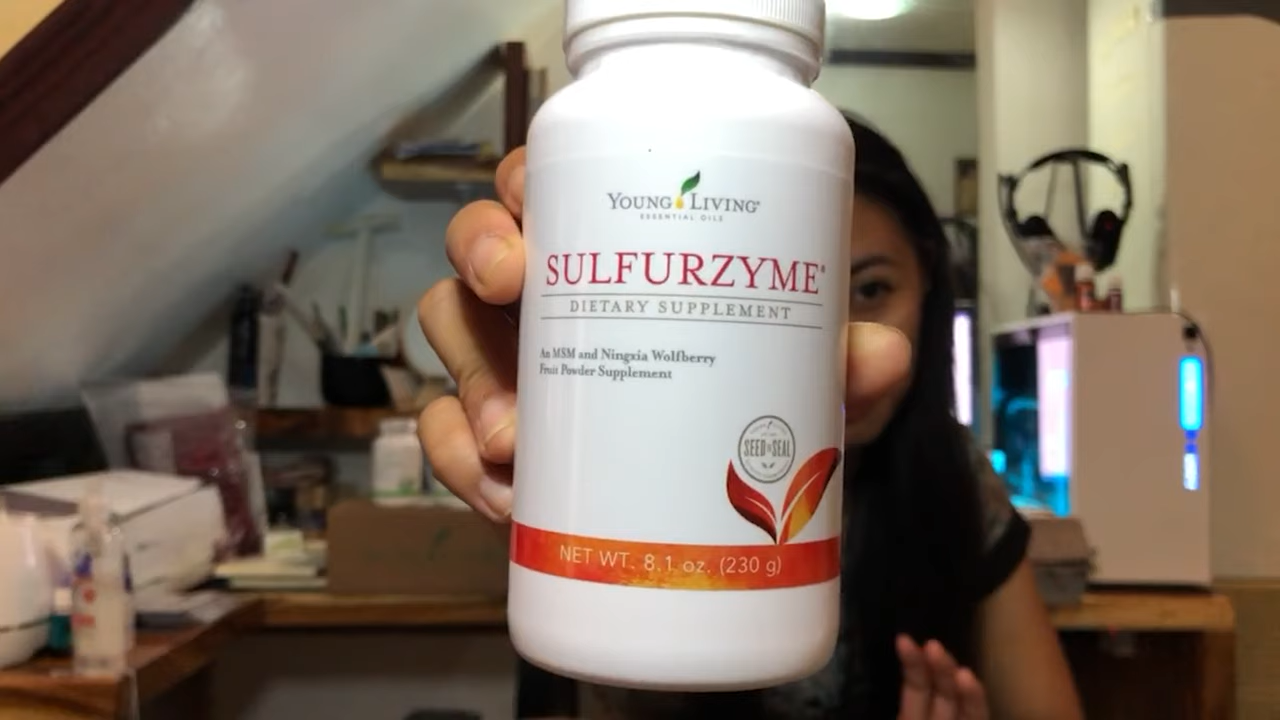 YOUNG LIVING®
ESSENTIAL OILS
SULFURZYME®
DIETARY SUPPLEMENT
An MSM and Ningxia Wolfberry
Fruit Powder Supplement
SEED TO SEAL
NET WT. 8.1 oz. (230 g)